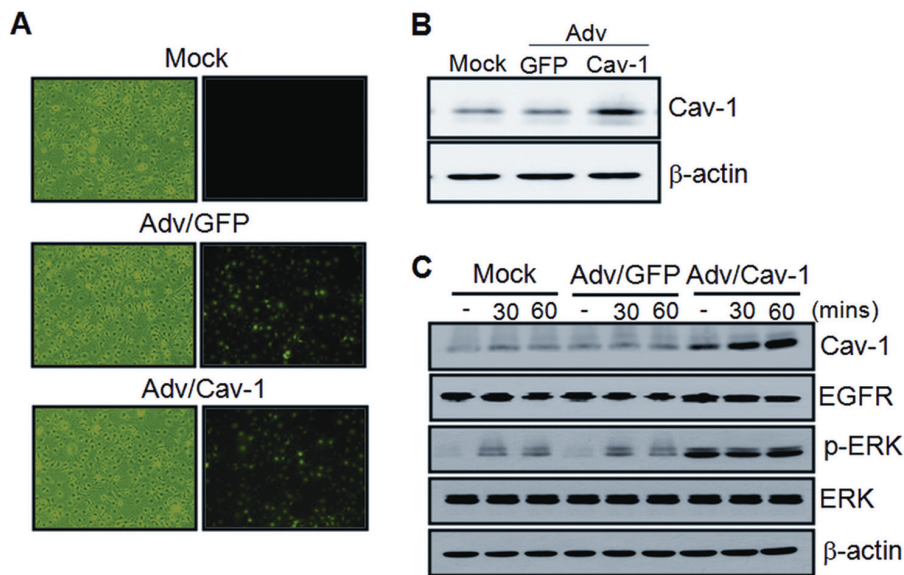 A
Mock
Adv/GFP
Adv/Cav-1
B
Adv
Mock GFP Cav-1
Cav-1
β-actin
C
Mock Adv/GFP Adv/Cav-1
- 30 60 - 30 60 - 30 60 (mins)
Cav-1
EGFR
p-ERK
ERK
β-actin